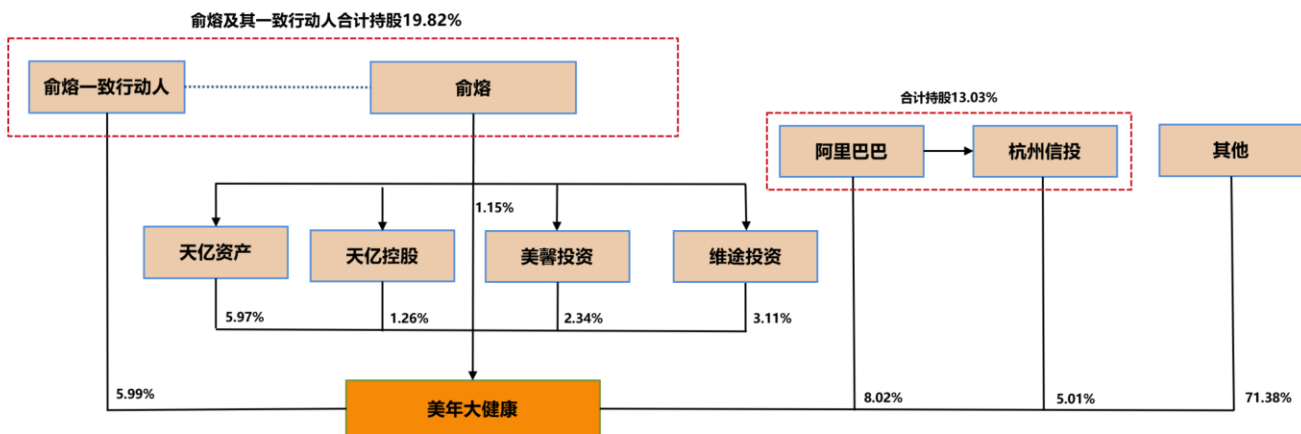 俞熔及其一致行动人合计持股19.82%
俞熔一致行动人
俞熔
合计持股13.03%
阿里巴巴
杭州信投
其他
1.15%
天亿资产
天亿控股
美馨投资
维途投资
5.97%
1.26%
2.34%
3.11%
5.99%
美年大健康
8.02%
5.01%
71.38%